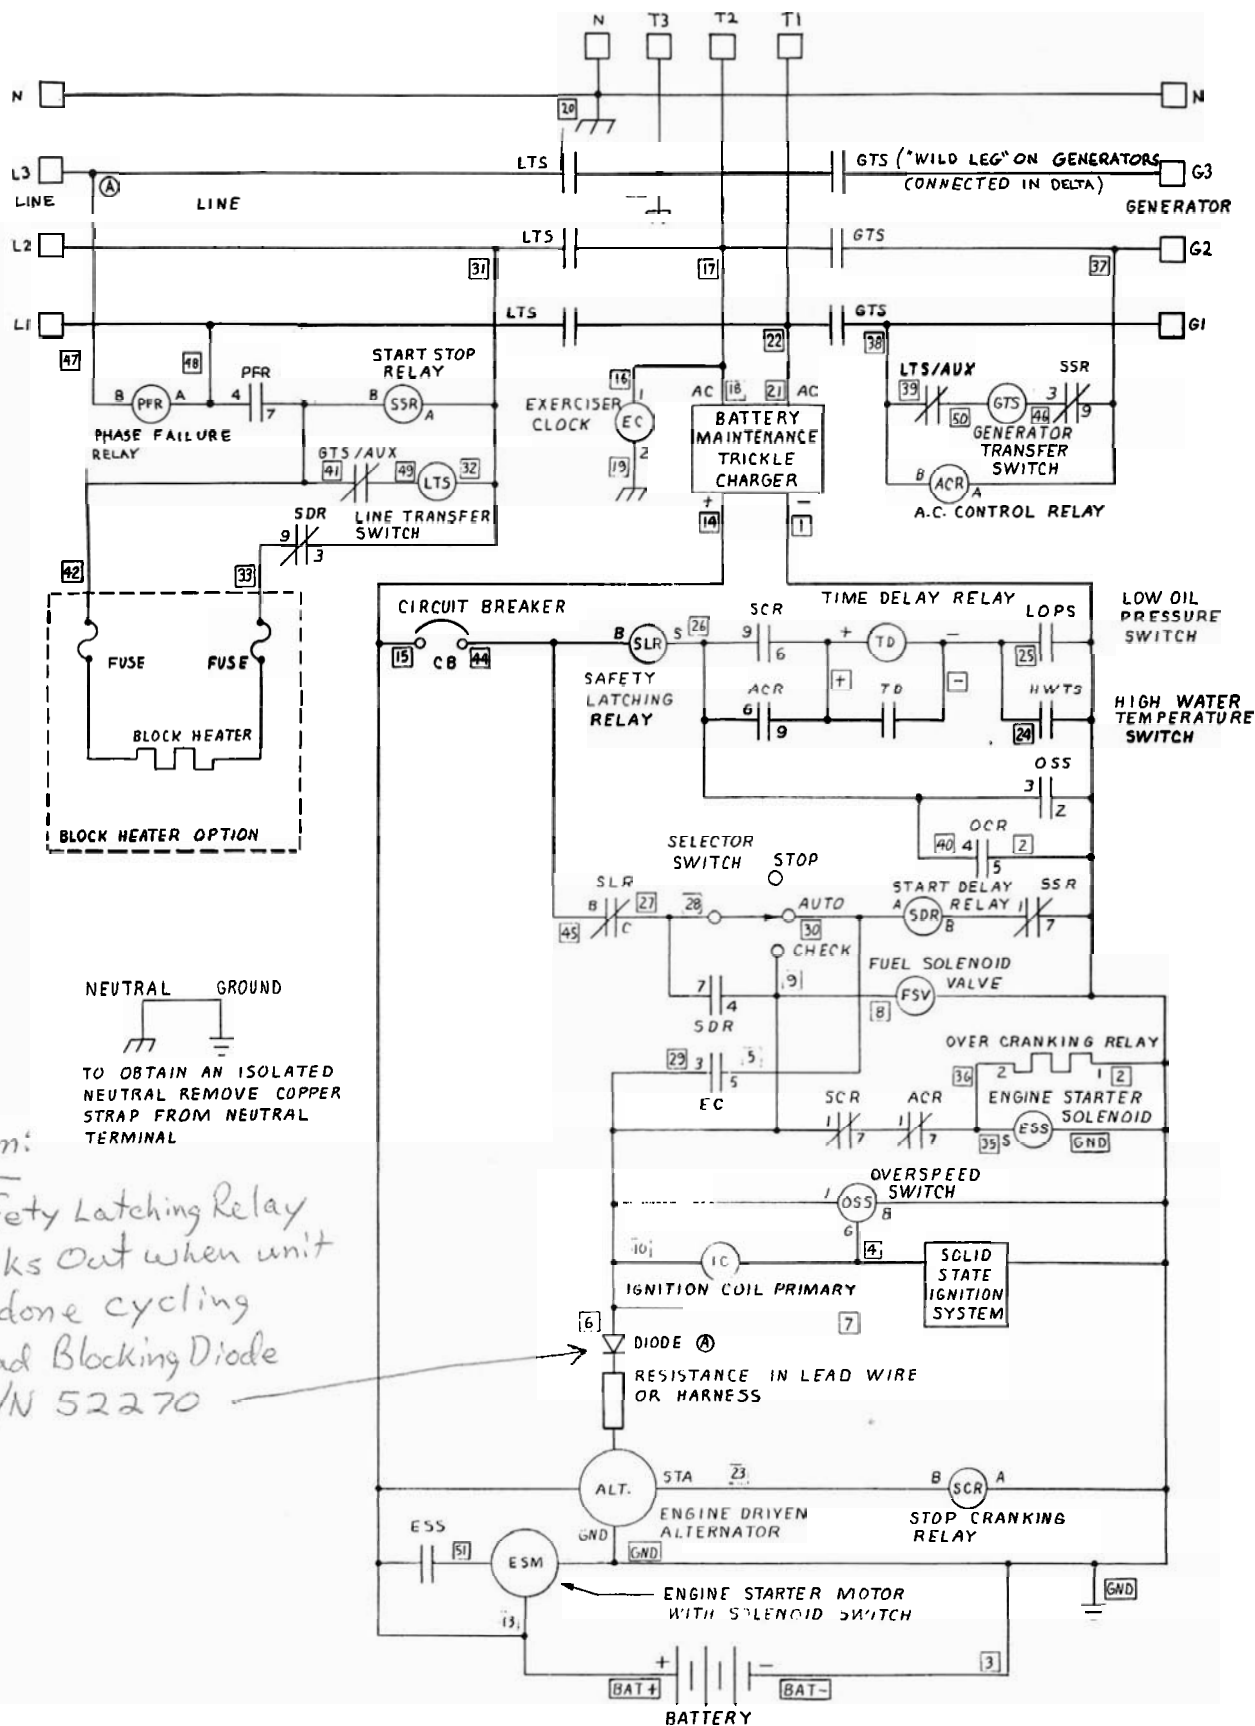 N T3 T2 T1
N 20 N
L3 A LTS GTS ("WILD LEG" ON GENERATORS G3
LINE LINE (CONNECTED IN DELTA) GENERATOR
L2 31 LTS 17 GTS 37 G2
L1 LTS 22 GTS 38 G1
47 48 PFR
START STOP
RELAY
B PFR A 4 7 B SSR A
PHASE FAILURE
RELAY
16 1
EXERCISER
CLOCK
EC
2
19
AC 18 21 AC
BATTERY
MAINTENANCE
TRICKLE
CHARGER
+ -
14 1
LTS/AUX SSR
39 50 GTS 46 3 9
GENERATOR
TRANSFER
SWITCH
B ACR A
A.C. CONTROL RELAY
GTS/AUX
41 49 LTS 32
LINE TRANSFER
SWITCH
SDR
9 3
42 33
FUSE FUSE
BLOCK HEATER
BLOCK HEATER OPTION
CIRCUIT BREAKER
15 CB 44
B SLR S 26
SAFETY
LATCHING
RELAY
SCR
9 6
TIME DELAY RELAY
+ TD -
LOPS
25
LOW OIL
PRESSURE
SWITCH
ACR
6 9
+ TD -
HWTS
24
HIGH WATER
TEMPERATURE
SWITCH
OSS
3 2
OCR
40 4 5 2
SELECTOR
SWITCH
STOP
SLR
45 B C 27 28 AUTO
30
CHECK
START DELAY
RELAY
A SDR B
SSR
1 7
7 4
SDR
9
FUEL SOLENOID
VALVE
8 FSV
29 3 5 5
EC
OVER CRANKING RELAY
36 2 1 2
SCR
1 7
ACR
1 7
ENGINE STARTER
SOLENOID
35 S ESS GND
OVERSPEED
SWITCH
1 OSS 8
6
4
10 IC
IGNITION COIL PRIMARY
SOLID
STATE
IGNITION
SYSTEM
6 7
DIODE A
RESISTANCE IN LEAD WIRE
OR HARNESS
ALT. STA 23
GND
ENGINE DRIVEN
ALTERNATOR
B SCR A
STOP CRANKING
RELAY
ESS
51 ESM GND GND
13
ENGINE STARTER MOTOR
WITH SOLENOID SWITCH
3
+ -
BAT+ BAT-
BATTERY
NEUTRAL GROUND
TO OBTAIN AN ISOLATED
NEUTRAL REMOVE COPPER
STRAP FROM NEUTRAL
TERMINAL
m:
fety Latching Relay
ks Out when unit
done cycling
ad Blocking Diode
/N 52270